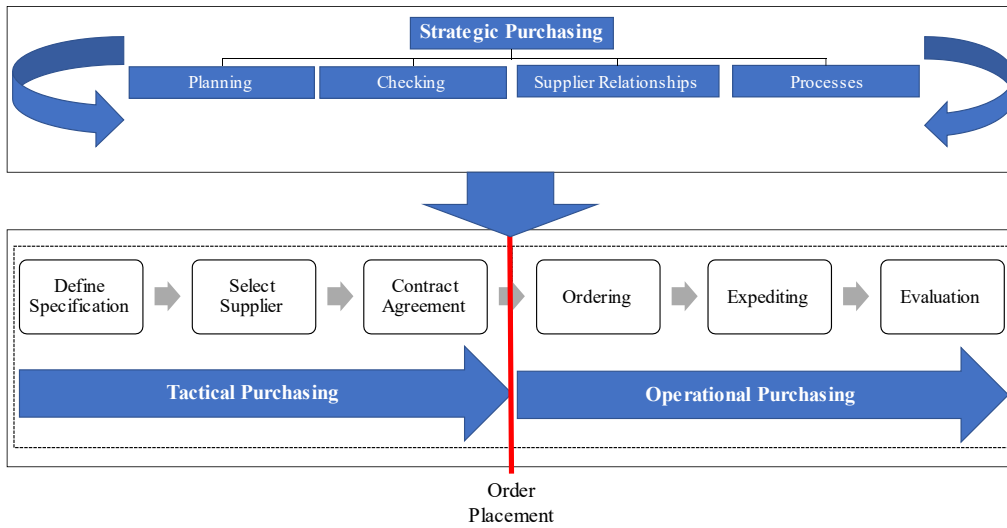 Strategic Purchasing
Planning
Checking
Supplier Relationships
Processes
Define
Specification
Select
Supplier
Contract
Agreement
Ordering
Expediting
Evaluation
Tactical Purchasing
Operational Purchasing
Order
Placement